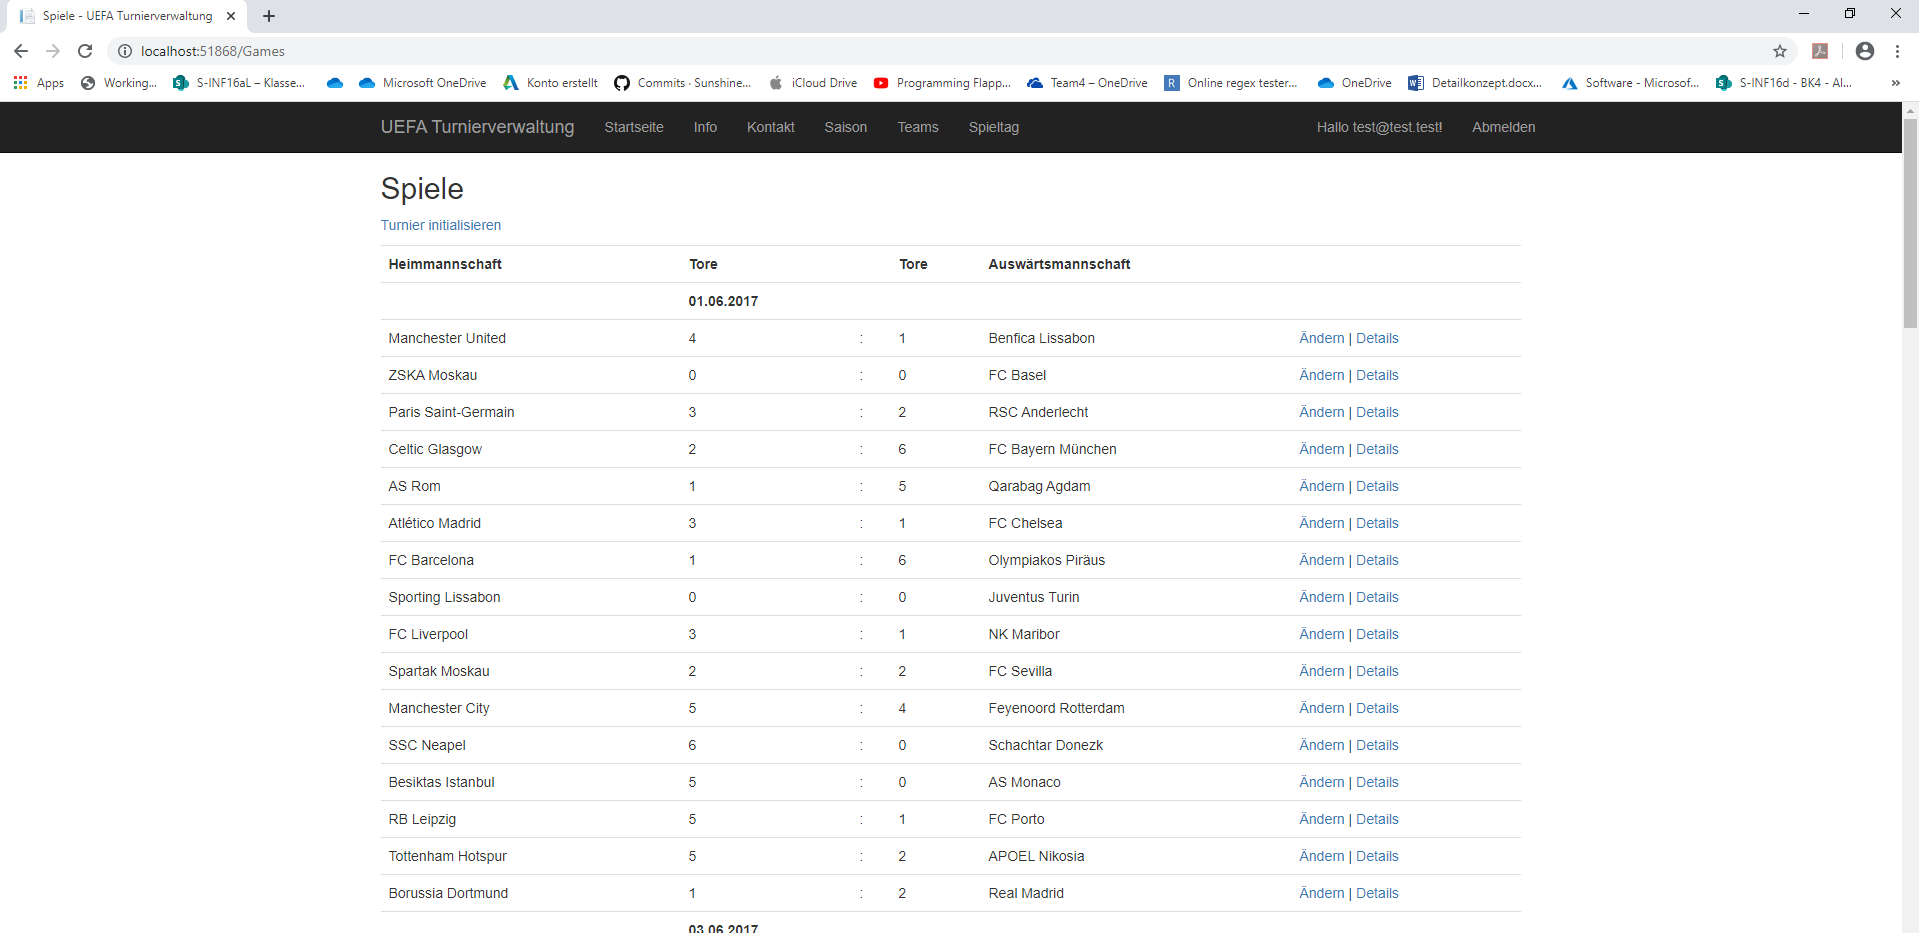 Spiele - UEFA Turnierverwaltung
localhost:51868/Games
Apps Working... S-INF16aL – Klasse... Microsoft OneDrive Konto erstellt Commits · Sunshine... iCloud Drive Programming Flapp... Team4 – OneDrive R Online regex tester... OneDrive Detailkonzept.docx... Software - Microsof... S-INF16d - BK4 - Al... »
UEFA Turnierverwaltung Startseite Info Kontakt Saison Teams Spieltag Hallo test@test.test! Abmelden
Spiele
Turnier initialisieren
Heimmannschaft Tore Tore Auswärtsmannschaft
01.06.2017
Manchester United 4 : 1 Benfica Lissabon Ändern | Details
ZSKA Moskau 0 : 0 FC Basel Ändern | Details
Paris Saint-Germain 3 : 2 RSC Anderlecht Ändern | Details
Celtic Glasgow 2 : 6 FC Bayern München Ändern | Details
AS Rom 1 : 5 Qarabag Agdam Ändern | Details
Atlético Madrid 3 : 1 FC Chelsea Ändern | Details
FC Barcelona 1 : 6 Olympiakos Piräus Ändern | Details
Sporting Lissabon 0 : 0 Juventus Turin Ändern | Details
FC Liverpool 3 : 1 NK Maribor Ändern | Details
Spartak Moskau 2 : 2 FC Sevilla Ändern | Details
Manchester City 5 : 4 Feyenoord Rotterdam Ändern | Details
SSC Neapel 6 : 0 Schachtar Donezk Ändern | Details
Besiktas Istanbul 5 : 0 AS Monaco Ändern | Details
RB Leipzig 5 : 1 FC Porto Ändern | Details
Tottenham Hotspur 5 : 2 APOEL Nikosia Ändern | Details
Borussia Dortmund 1 : 2 Real Madrid Ändern | Details
03.06.2017